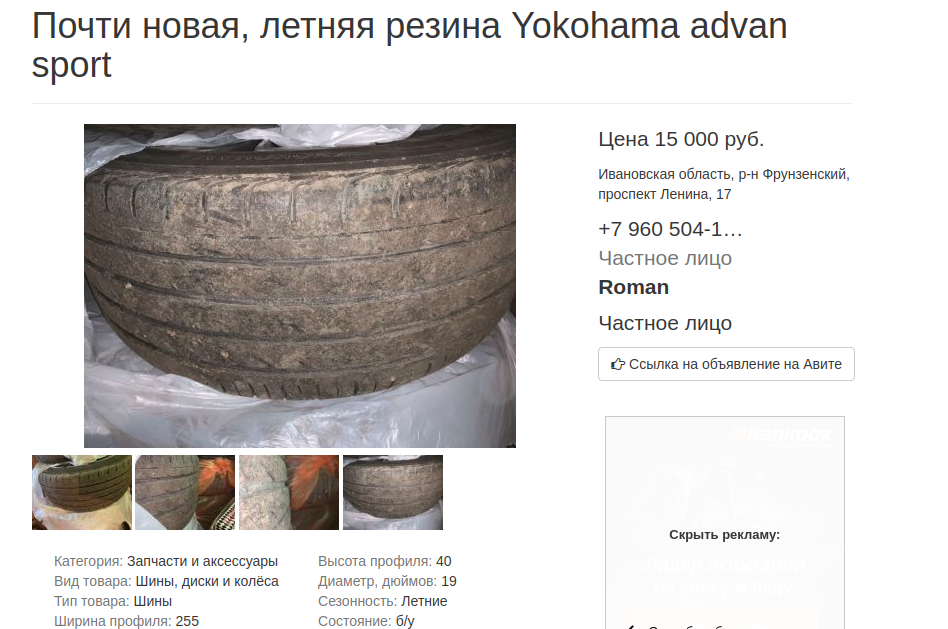 Почти новая, летняя резина Yokohama advan
sport
Цена 15 000 руб.
Ивановская область, р-н Фрунзенский,
проспект Ленина, 17
+7 960 504-1…
Частное лицо
Roman
Частное лицо
Ссылка на объявление на Авите
нankook
Скрыть рекламу:
Лидер испытаний
на снегу и льду
Категория: Запчасти и аксессуары
Вид товара: Шины, диски и колёса
Тип товара: Шины
Ширина профиля: 255
Высота профиля: 40
Диаметр, дюймов: 19
Сезонность: Летние
Состояние: б/у